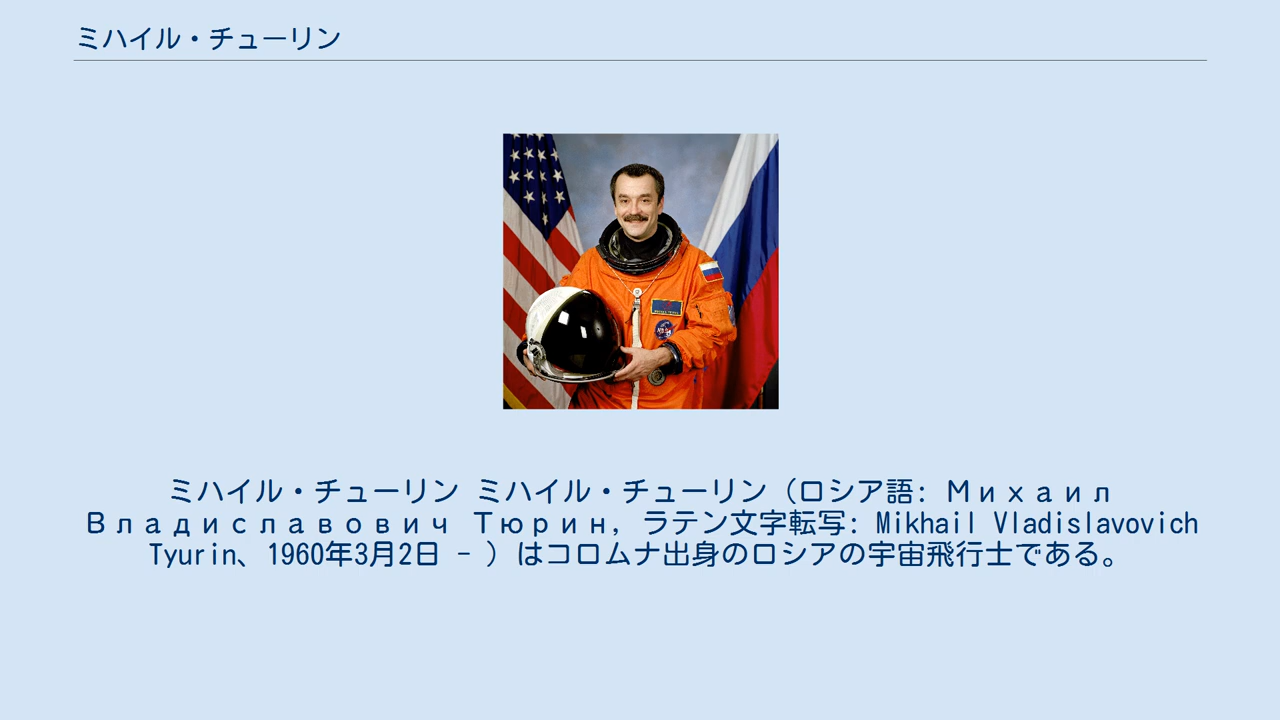 ミハイル・チューリン
ミハイル・チューリン ミハイル・チューリン（ロシア語: Михаил
Владиславович Тюрин, ラテン文字転写: Mikhail Vladislavovich
Tyurin、1960年3月2日 - ）はコロムナ出身のロシアの宇宙飛行士である。